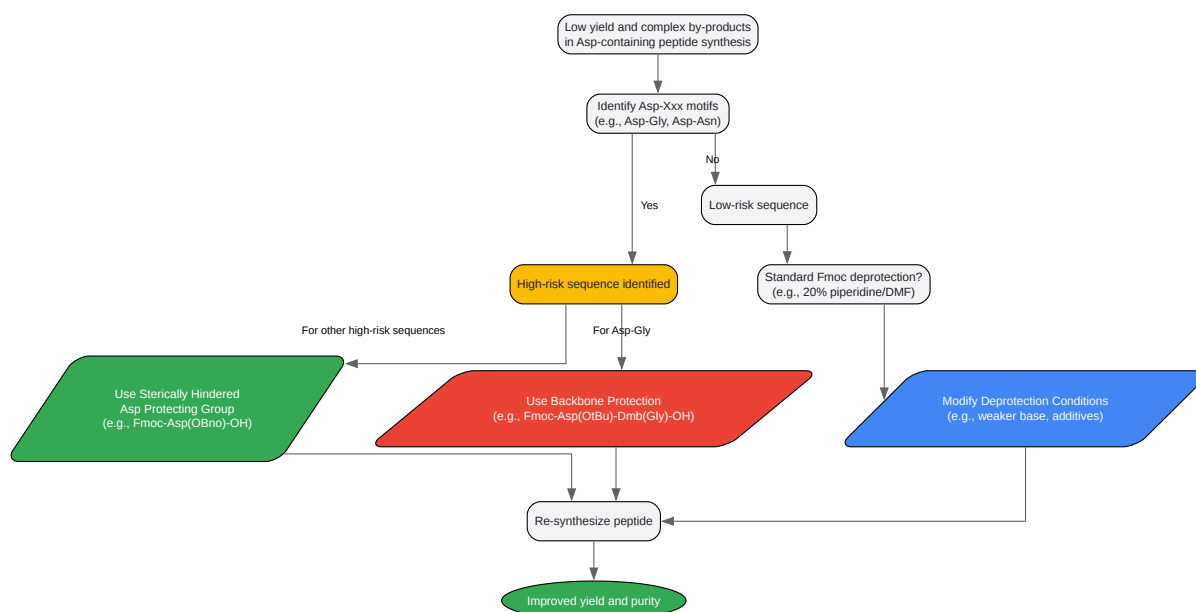 Low yield and complex by-products
in Asp-containing peptide synthesis
Identify Asp-Xxx motifs
(e.g., Asp-Gly, Asp-Asn)
No
Low-risk sequence
Yes
High-risk sequence identified
Standard Fmoc deprotection?
(e.g., 20% piperidine/DMF)
For other high-risk sequences
For Asp-Gly
Use Sterically Hindered
Asp Protecting Group
(e.g., Fmoc-Asp(OBno)-OH)
Use Backbone Protection
(e.g., Fmoc-Asp(OtBu)-Dmb(Gly)-OH)
Modify Deprotection Conditions
(e.g., weaker base, additives)
Re-synthesize peptide
Improved yield and purity